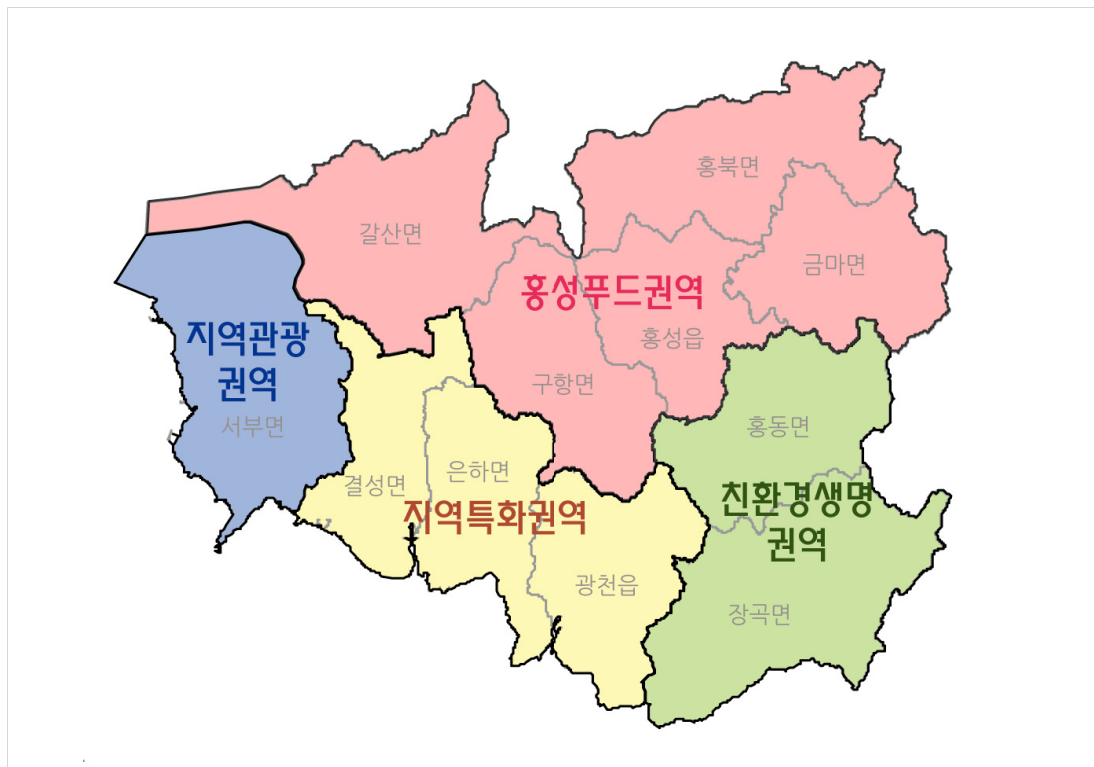 홍북면
갈산면
금마면
홍성푸드권역
지역관광
권역
홍성읍
구항면
서부면
홍동면
은하면
결성면
친환경생명
권역
지역특화권역
광천읍
장곡면